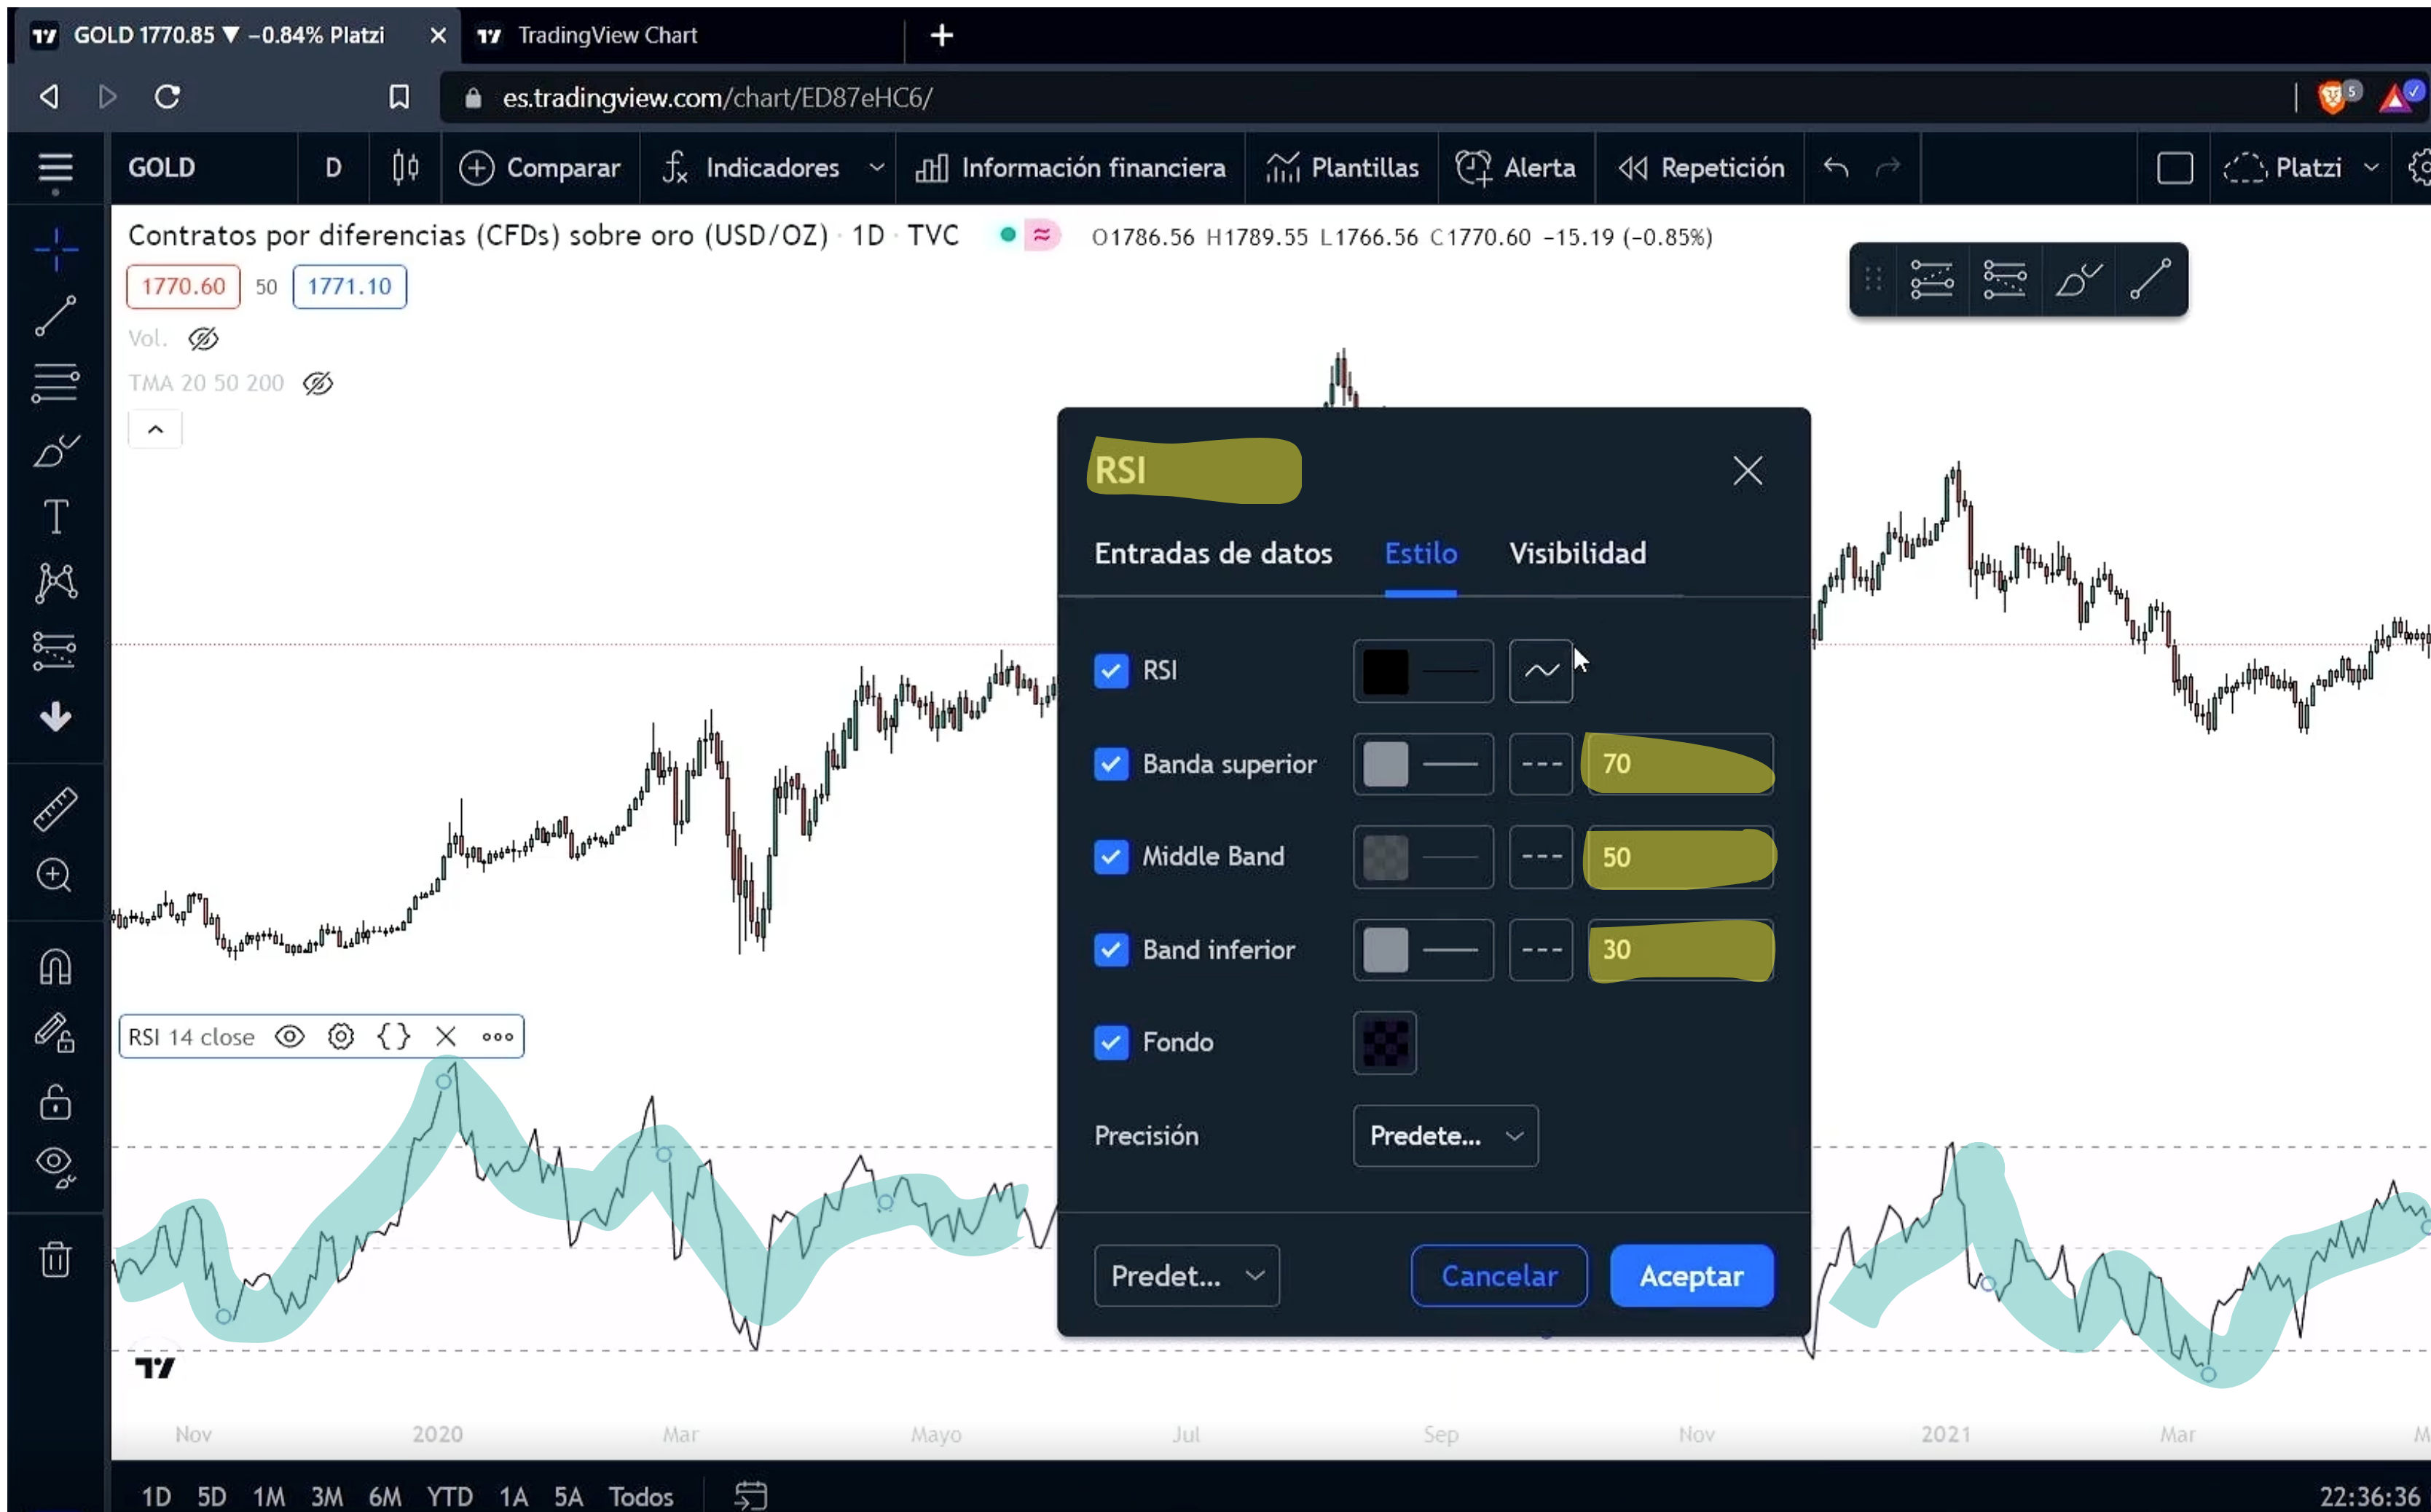 GOLD 1770.85 ▼ −0.84% Platzi
TradingView Chart
es.tradingview.com/chart/ED87eHC6/
5
GOLD D Comparar Indicadores Información financiera Plantillas Alerta Repetición Platzi
Contratos por diferencias (CFDs) sobre oro (USD/OZ) · 1D · TVC
O1786.56 H1789.55 L1766.56 C1770.60 −15.19 (−0.85%)
1770.60 50 1771.10
Vol.
TMA 20 50 200
RSI
Entradas de datos Estilo Visibilidad
RSI
Banda superior 70
Middle Band 50
Band inferior 30
Fondo
Precisión Predete...
Predet... Cancelar Aceptar
RSI 14 close
Nov 2020 Mar Mayo Jul Sep Nov 2021 Mar
1D 5D 1M 3M 6M YTD 1A 5A Todos
22:36:36